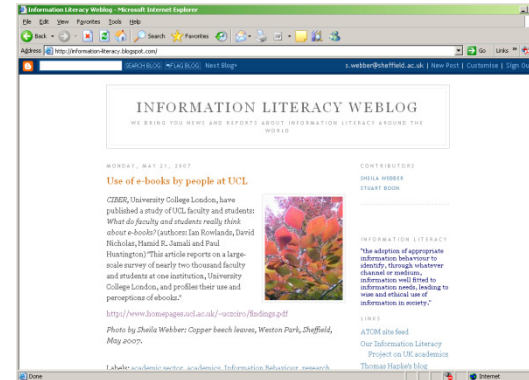 Information Literacy Weblog - Microsoft Internet Explorer
File Edit View Favorites Tools Help
Back Search Favorites
Address http://information-literacy.blogspot.com/ Go Links
SEARCH BLOG FLAG BLOG Next Blog» s.webber@sheffield.ac.uk | New Post | Customise | Sign Ou
INFORMATION LITERACY WEBLOG
WE BRING YOU NEWS AND REPORTS ABOUT INFORMATION LITERACY AROUND THE
WORLD
MONDAY, MAY 21, 2007
Use of e-books by people at UCL
CIBER, University College London, have
published a study of UCL faculty and students:
What do faculty and students really think
about e-books? (authors: Ian Rowlands, David
Nicholas, Hamid R. Jamali and Paul
Huntington) "This article reports on a large-
scale survey of nearly two thousand faculty
and students at one institution, University
College London, and profiles their use and
perceptions of ebooks."
http://www.homepages.ucl.ac.uk/~uczciro/findings.pdf
Photo by Sheila Webber: Copper beech leaves, Weston Park, Sheffield,
May 2007.
Labels: academic sector, academics, Information Behaviour, research
CONTRIBUTORS
SHEILA WEBBER
STUART BOON
INFORMATION LITERACY
"the adoption of appropriate
information behaviour to
identify, through whatever
channel or medium,
information well fitted to
information needs, leading to
wise and ethical use of
information in society."
LINKS
ATOM site feed
Our Information Literacy
Project on UK academics
Thomas Hapke's blog
Done Internet